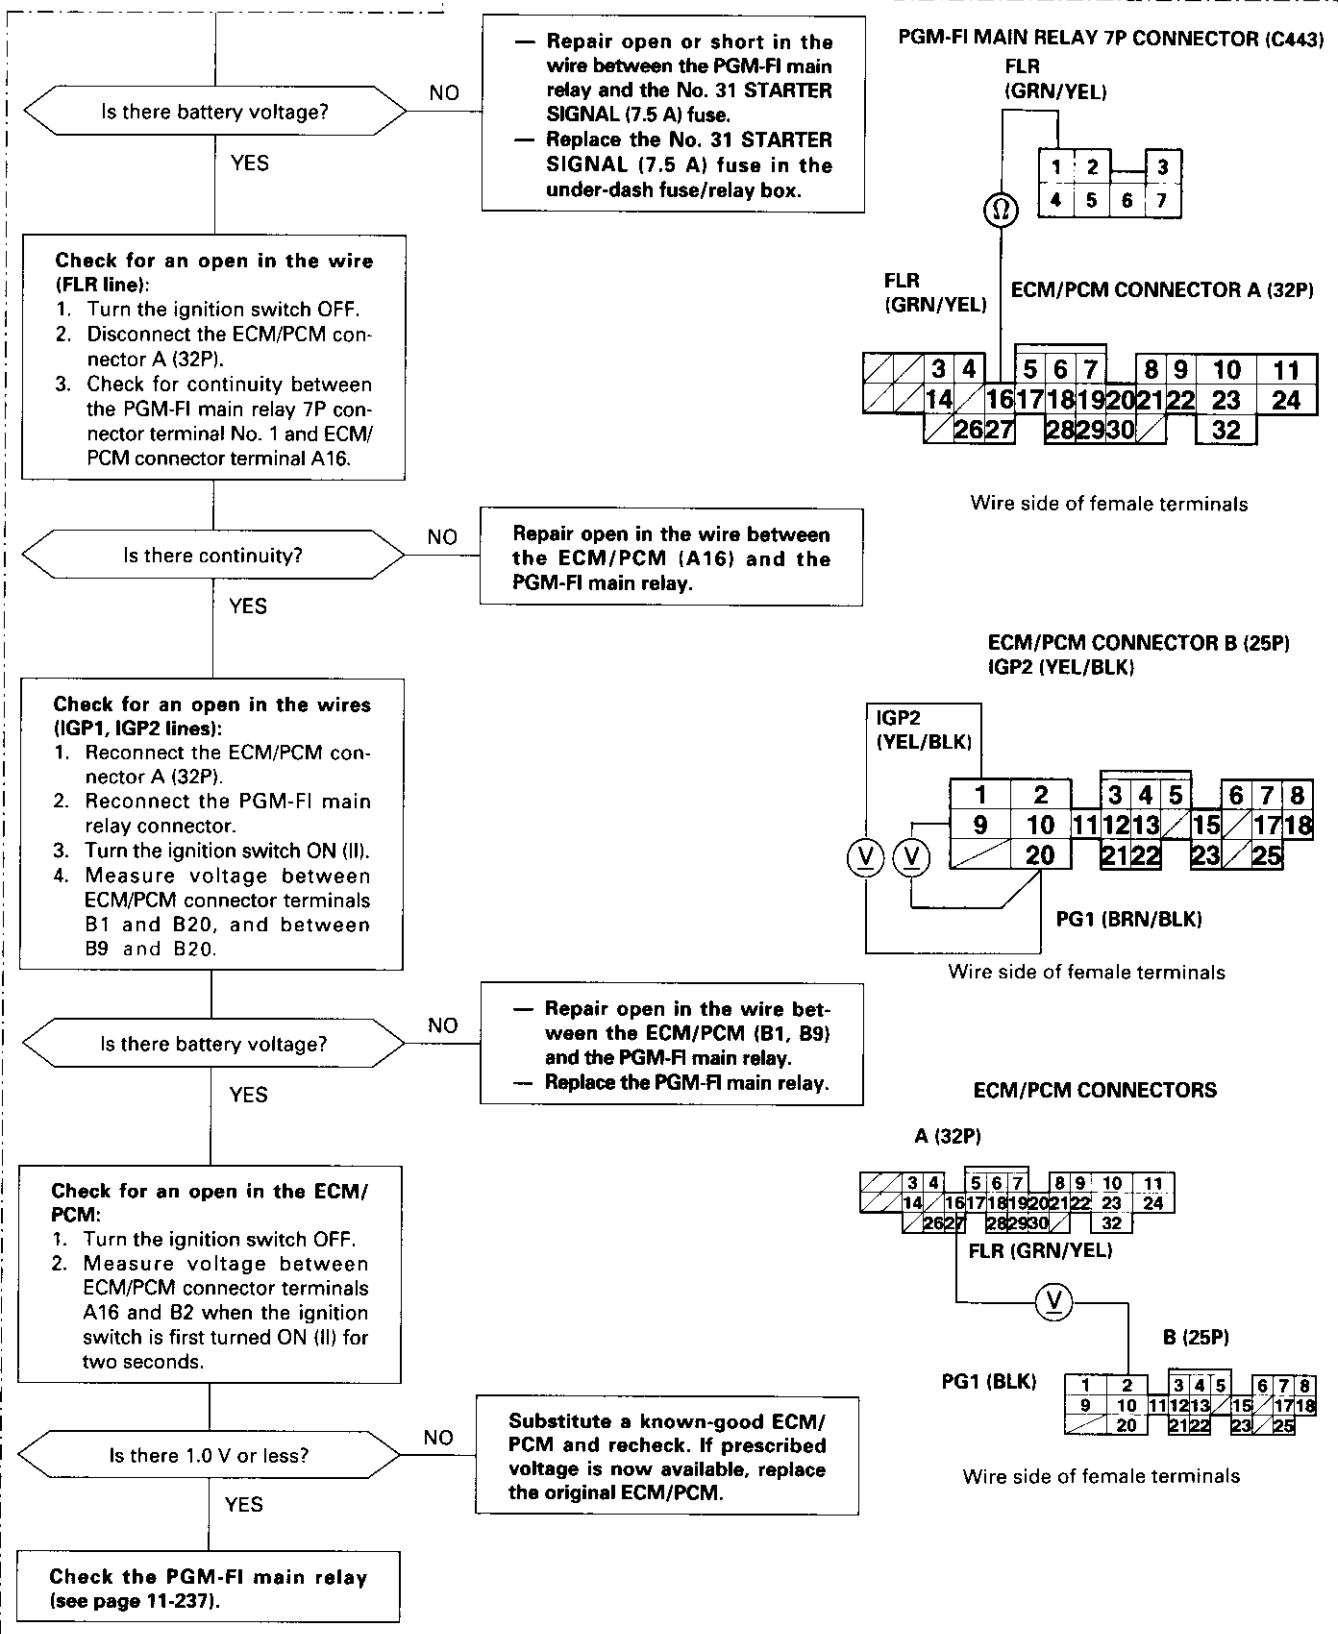 Is there battery voltage?
NO
YES
— Repair open or short in the
wire between the PGM-FI main
relay and the No. 31 STARTER
SIGNAL (7.5 A) fuse.
— Replace the No. 31 STARTER
SIGNAL (7.5 A) fuse in the
under-dash fuse/relay box.
Check for an open in the wire
(FLR line):
1. Turn the ignition switch OFF.
2. Disconnect the ECM/PCM con-
nector A (32P).
3. Check for continuity between
the PGM-FI main relay 7P con-
nector terminal No. 1 and ECM/
PCM connector terminal A16.
Is there continuity?
NO
YES
Repair open in the wire between
the ECM/PCM (A16) and the
PGM-FI main relay.
Check for an open in the wires
(IGP1, IGP2 lines):
1. Reconnect the ECM/PCM con-
nector A (32P).
2. Reconnect the PGM-FI main
relay connector.
3. Turn the ignition switch ON (II).
4. Measure voltage between
ECM/PCM connector terminals
B1 and B20, and between
B9 and B20.
Is there battery voltage?
NO
YES
— Repair open in the wire bet-
ween the ECM/PCM (B1, B9)
and the PGM-FI main relay.
— Replace the PGM-FI main relay.
Check for an open in the ECM/
PCM:
1. Turn the ignition switch OFF.
2. Measure voltage between
ECM/PCM connector terminals
A16 and B2 when the ignition
switch is first turned ON (II) for
two seconds.
Is there 1.0 V or less?
NO
YES
Substitute a known-good ECM/
PCM and recheck. If prescribed
voltage is now available, replace
the original ECM/PCM.
Check the PGM-FI main relay
(see page 11-237).
PGM-FI MAIN RELAY 7P CONNECTOR (C443)
FLR
(GRN/YEL)
1 2 3
4 5 6 7
Ω
FLR
(GRN/YEL)
ECM/PCM CONNECTOR A (32P)
3 4 5 6 7 8 9 10 11
14 16 17 18 19 20 21 22 23 24
26 27 28 29 30 32
Wire side of female terminals
ECM/PCM CONNECTOR B (25P)
IGP2 (YEL/BLK)
IGP2
(YEL/BLK)
1 2 3 4 5 6 7 8
9 10 11 12 13 15 17 18
20 21 22 23 25
V V
PG1 (BRN/BLK)
Wire side of female terminals
ECM/PCM CONNECTORS
A (32P)
3 4 5 6 7 8 9 10 11
14 16 17 18 19 20 21 22 23 24
26 27 28 29 30 32
FLR (GRN/YEL)
V
B (25P)
PG1 (BLK)
1 2 3 4 5 6 7 8
9 10 11 12 13 15 17 18
20 21 22 23 25
Wire side of female terminals